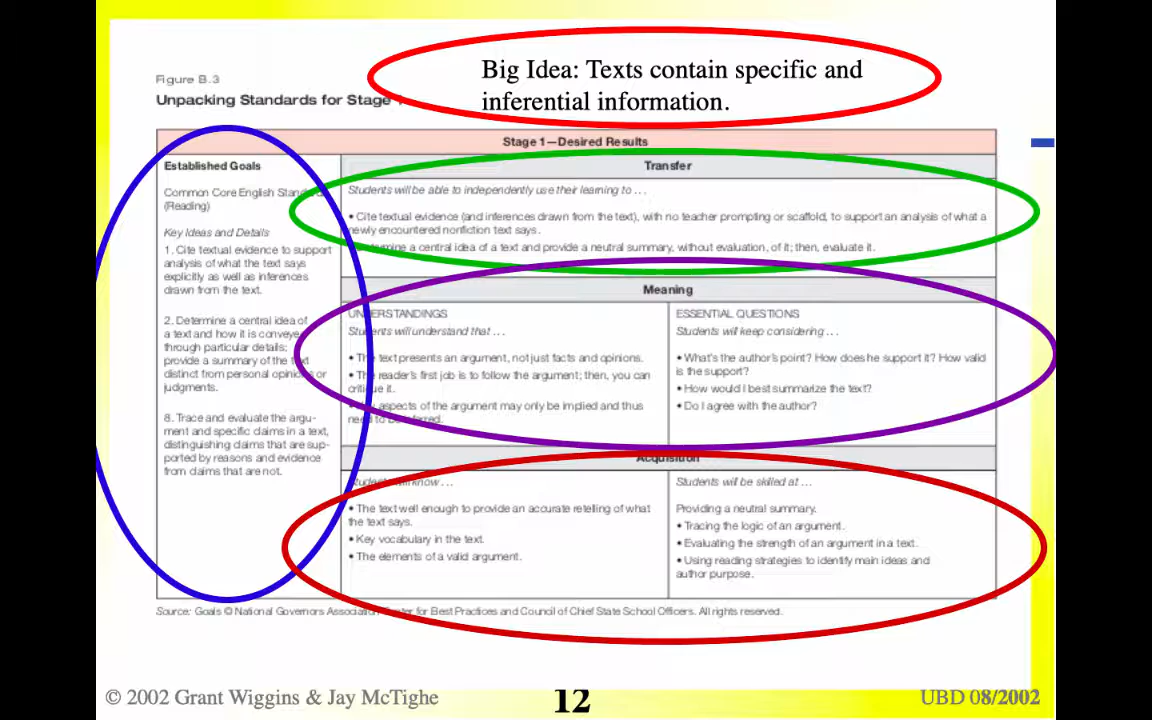 Big Idea: Texts contain specific and
inferential information.
Figure B.3
Unpacking Standards for Stage 1
Stage 1—Desired Results
Established Goals
Common Core English Standards
(Reading)
Key Ideas and Details
1. Cite textual evidence to support
analysis of what the text says
explicitly as well as inferences
drawn from the text.
2. Determine a central idea of
a text and how it is conveyed
through particular details;
provide a summary of the text
distinct from personal opinions or
judgments.
8. Trace and evaluate the argu-
ment and specific claims in a text,
distinguishing claims that are sup-
ported by reasons and evidence
from claims that are not.
Transfer
Students will be able to independently use their learning to . . .
• Cite textual evidence (and inferences drawn from the text), with no teacher prompting or scaffold, to support an analysis of what a
newly encountered nonfiction text says.
• Determine a central idea of a text and provide a neutral summary, without evaluation, of it; then, evaluate it.
Meaning
UNDERSTANDINGS
Students will understand that . . .
• The text presents an argument, not just facts and opinions.
• The reader's first job is to follow the argument; then, you can
critique it.
aspects of the argument may only be implied and thus
need to be inferred.
ESSENTIAL QUESTIONS
Students will keep considering . . .
• What's the author's point? How does he support it? How valid
is the support?
• How would I best summarize the text?
• Do I agree with the author?
Acquisition
Students will know . . .
• The text well enough to provide an accurate retelling of what
the text says.
• Key vocabulary in the text.
• The elements of a valid argument.
Students will be skilled at . . .
Providing a neutral summary.
• Tracing the logic of an argument.
• Evaluating the strength of an argument in a text.
• Using reading strategies to identify main ideas and
author purpose.
Source: Goals © National Governors Association Center for Best Practices and Council of Chief State School Officers. All rights reserved.
© 2002 Grant Wiggins & Jay McTighe
12
UBD 08/2002